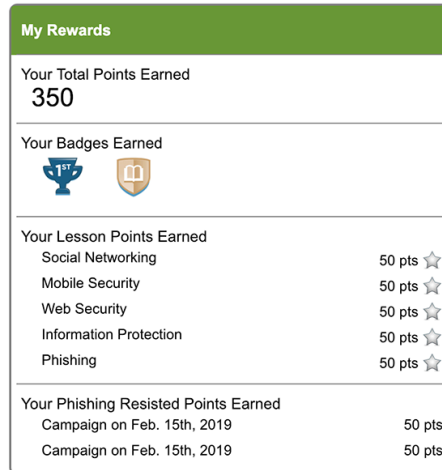 My Rewards
Your Total Points Earned
350
Your Badges Earned
1ST
Your Lesson Points Earned
Social Networking 50 pts
Mobile Security 50 pts
Web Security 50 pts
Information Protection 50 pts
Phishing 50 pts
Your Phishing Resisted Points Earned
Campaign on Feb. 15th, 2019 50 pts
Campaign on Feb. 15th, 2019 50 pts